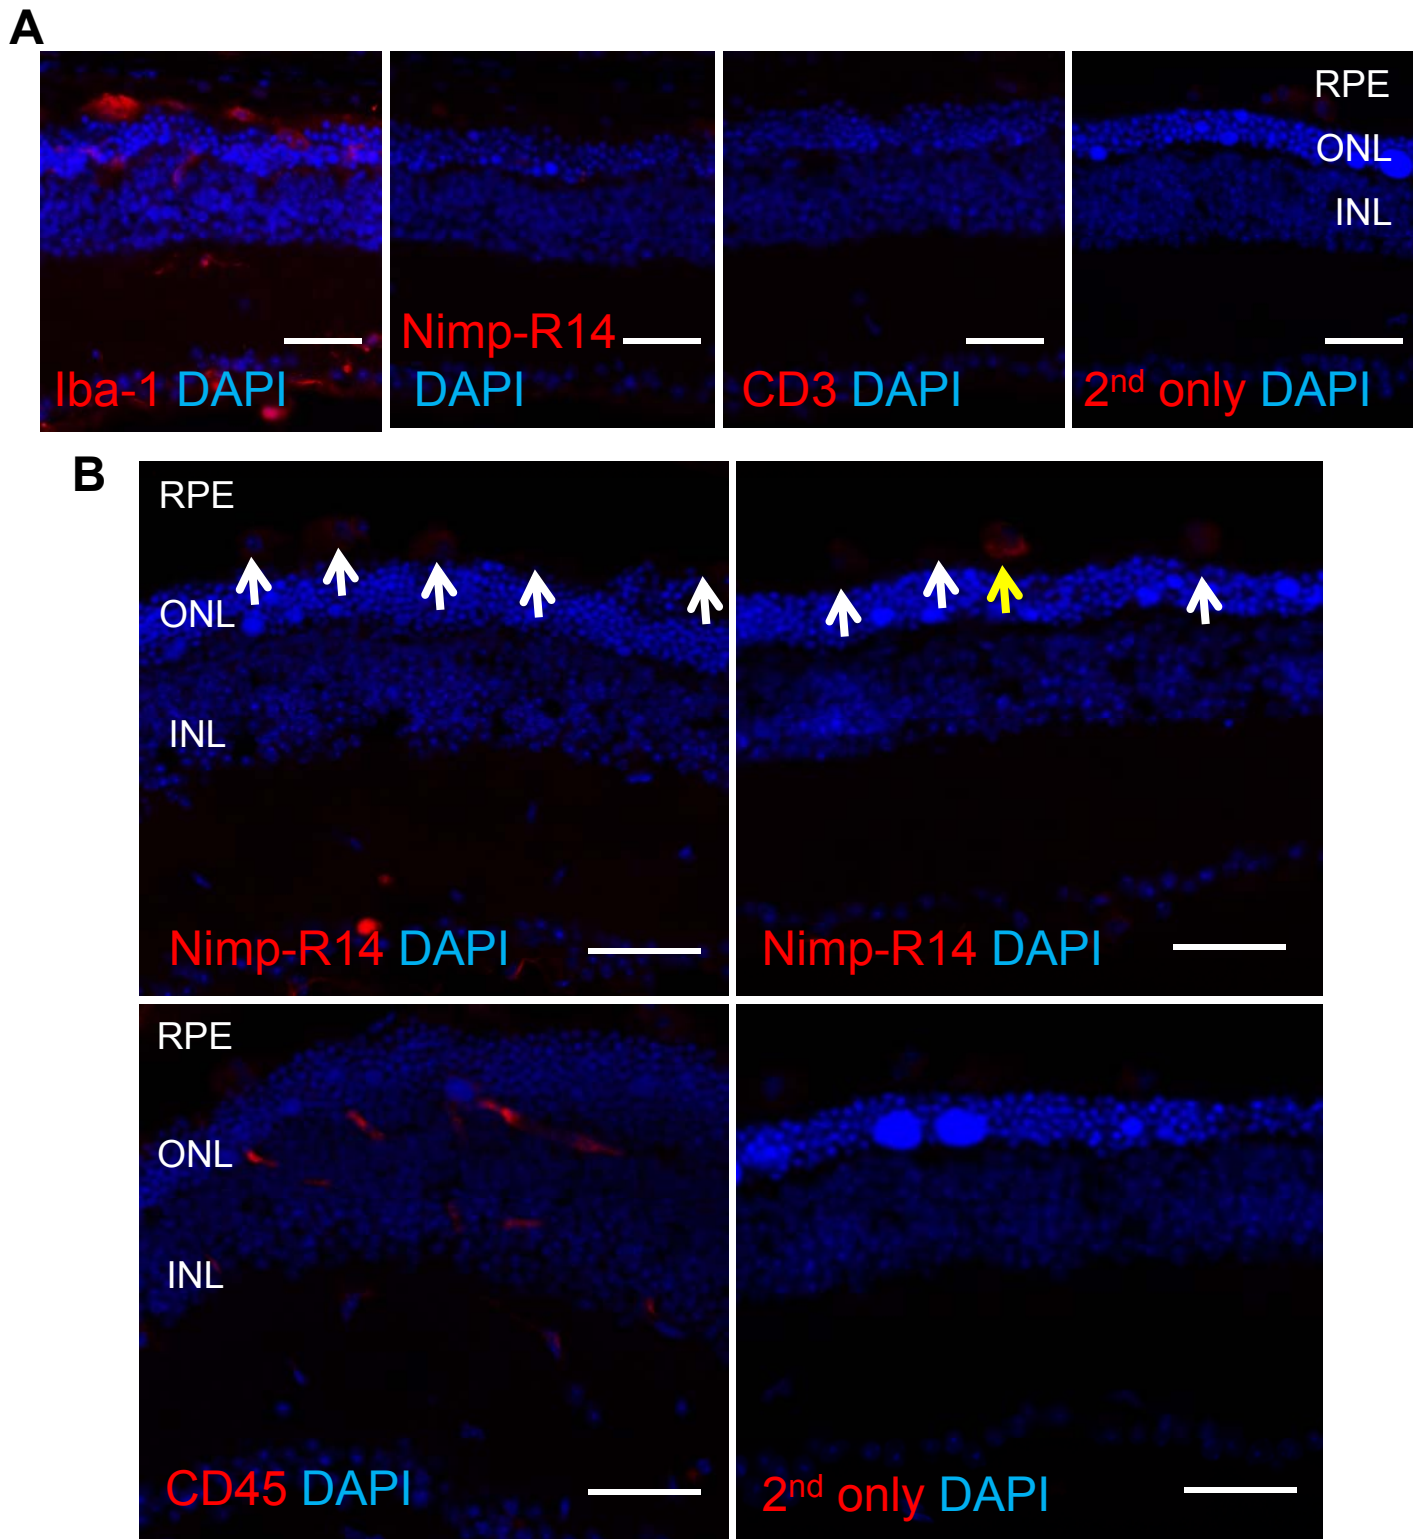 A
RPE
ONL
INL
Iba-1 DAPI
Nimp-R14
DAPI
CD3 DAPI
2nd only DAPI
B
RPE
ONL
INL
Nimp-R14 DAPI
Nimp-R14 DAPI
RPE
ONL
INL
CD45 DAPI
2nd only DAPI